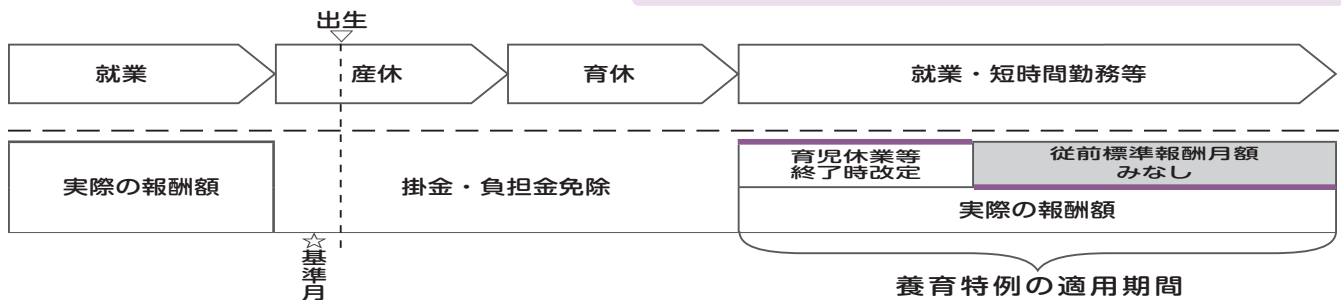 出生
就業
産休
育休
就業・短時間勤務等
実際の報酬額
掛金・負担金免除
育児休業等
終了時改定
従前標準報酬月額
みなし
実際の報酬額
☆基準月
養育特例の適用期間